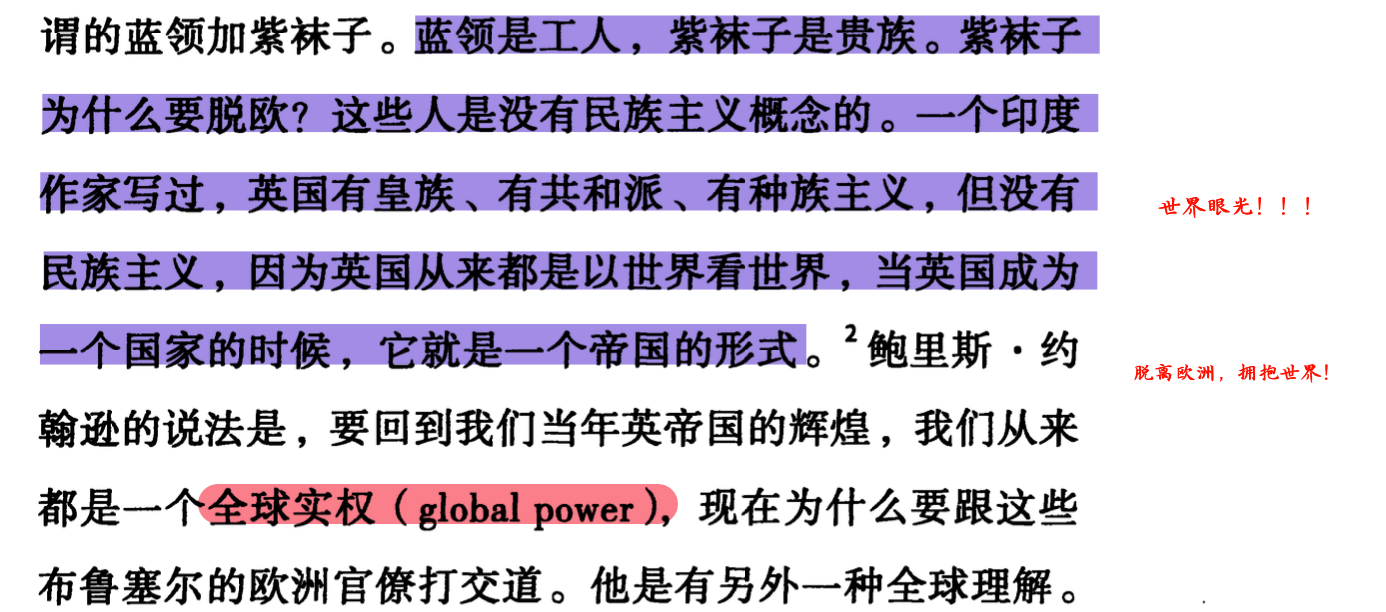 谓的蓝领加紫袜子。蓝领是工人，紫袜子是贵族。紫袜子
为什么要脱欧？这些人是没有民族主义概念的。一个印度
作家写过，英国有皇族、有共和派、有种族主义，但没有
世界眼光！！！
民族主义，因为英国从来都是以世界看世界，当英国成为
一个国家的时候，它就是一个帝国的形式。2鲍里斯·约
脱离欧洲，拥抱世界！
翰逊的说法是，要回到我们当年英帝国的辉煌，我们从来
都是一个全球实权（global power），现在为什么要跟这些
布鲁塞尔的欧洲官僚打交道。他是有另外一种全球理解。